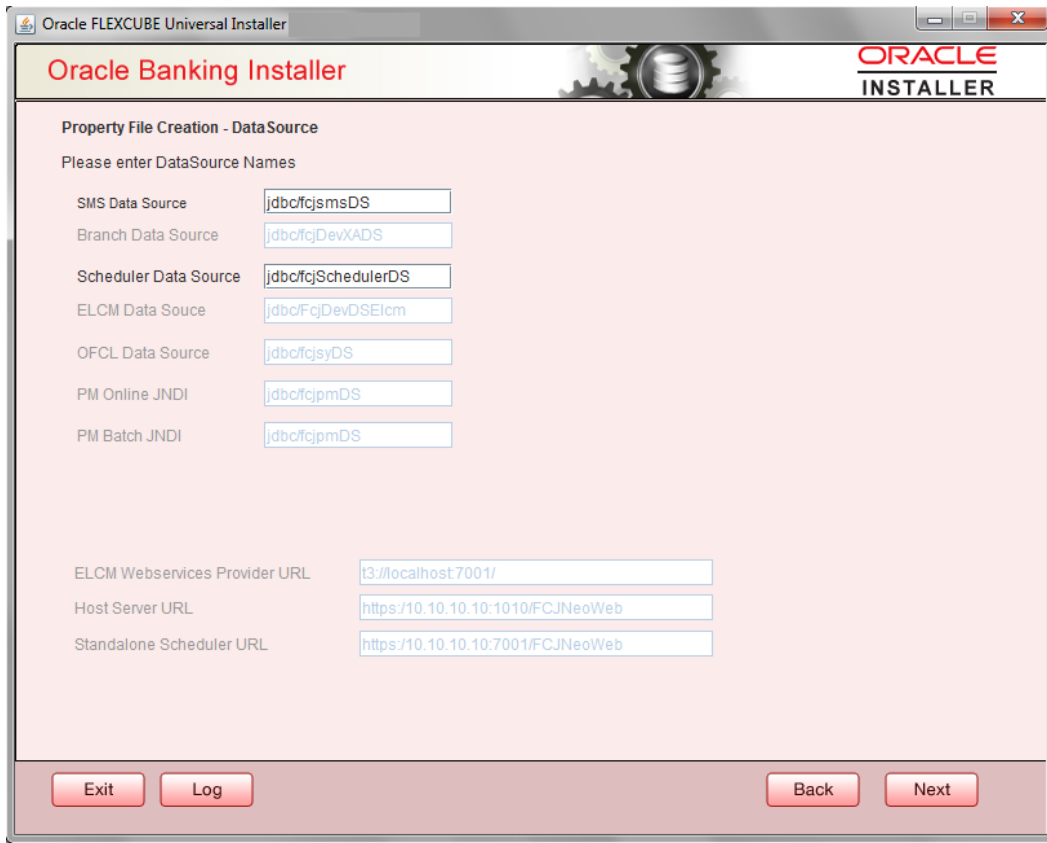 Oracle FLEXCUBE Universal Installer
Oracle Banking Installer
ORACLE
INSTALLER
Property File Creation - DataSource
Please enter DataSource Names
SMS Data Source jdbc/fcjsmsDS
Branch Data Source jdbc/fcjDevXADS
Scheduler Data Source jdbc/fcjSchedulerDS
ELCM Data Souce jdbc/FcjDevDSElcm
OFCL Data Source jdbc/fcjsyDS
PM Online JNDI jdbc/fcjpmDS
PM Batch JNDI jdbc/fcjpmDS
ELCM Webservices Provider URL t3://localhost:7001/
Host Server URL https:/10.10.10.10:1010/FCJNeoWeb
Standalone Scheduler URL https:/10.10.10.10:7001/FCJNeoWeb
Exit Log Back Next